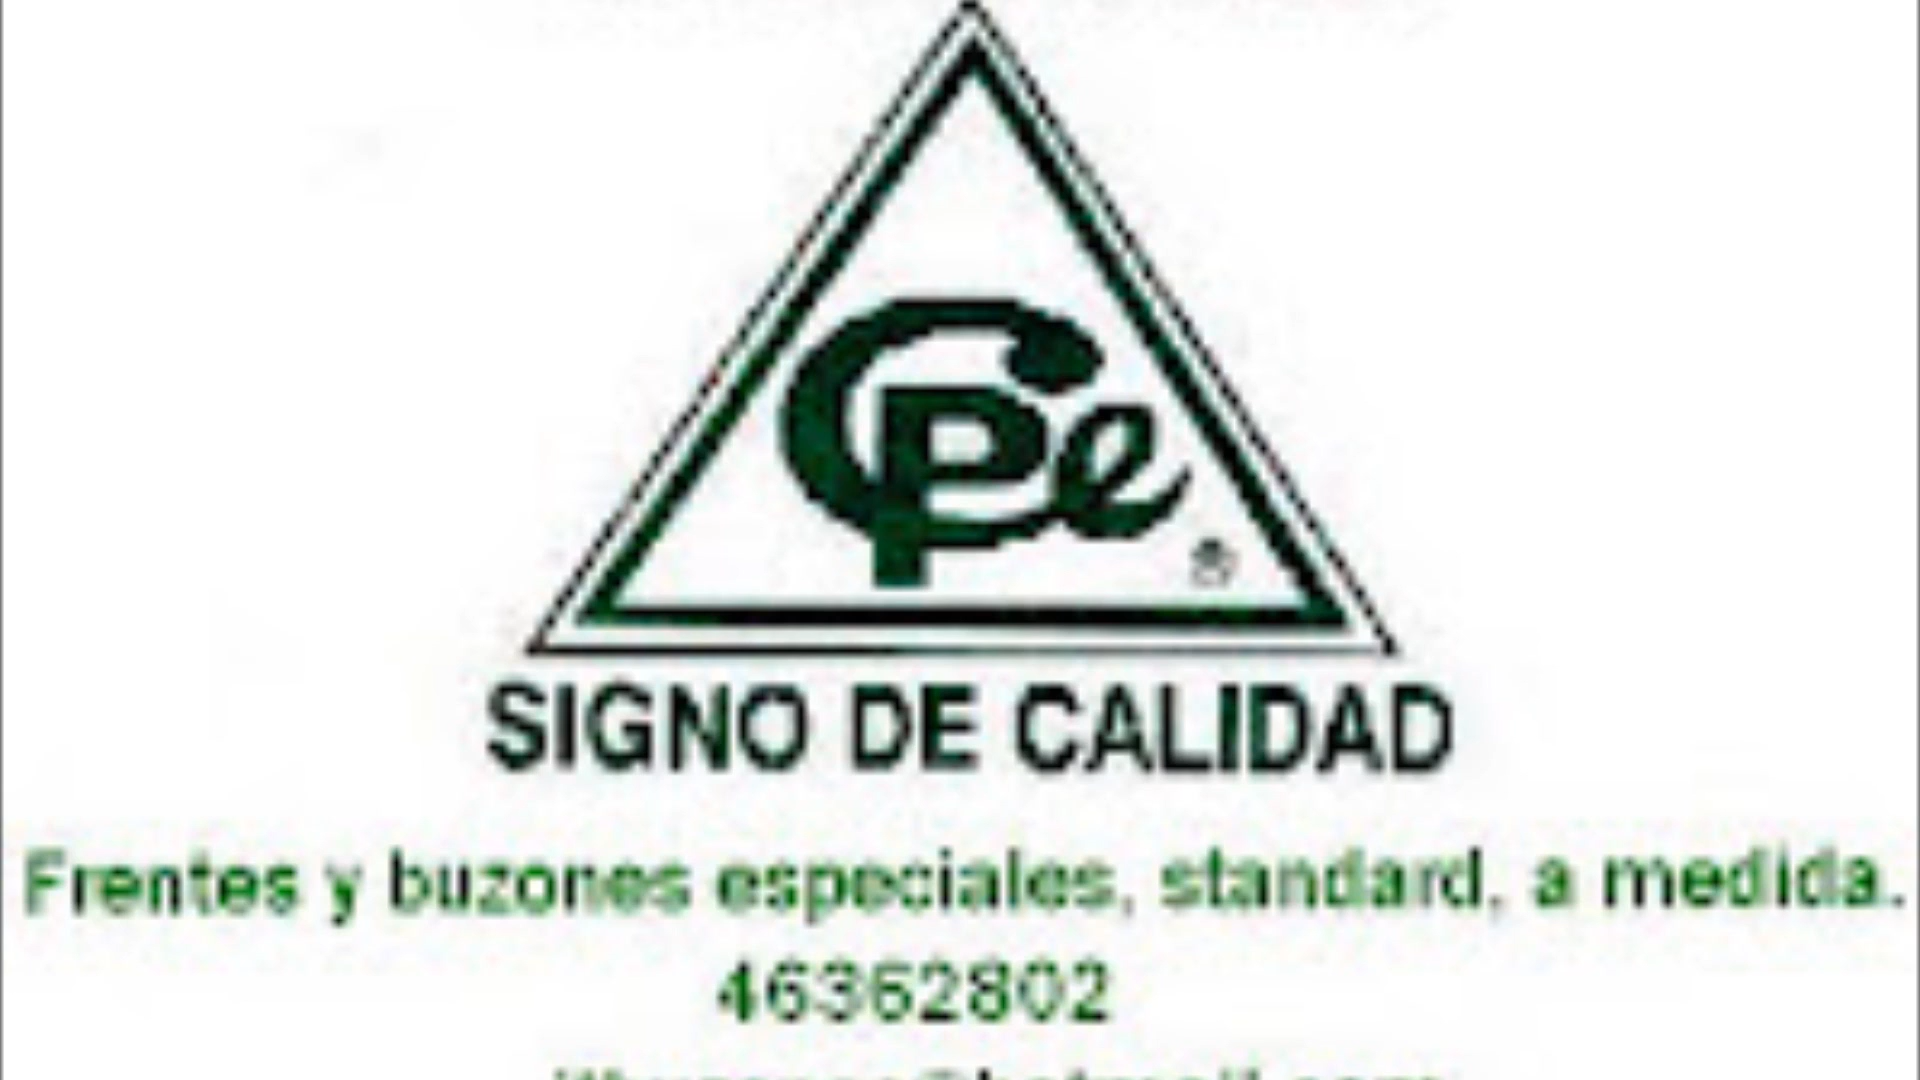 CPe
®
SIGNO DE CALIDAD
Frentes y buzones especiales, standard, a medida.
46362802